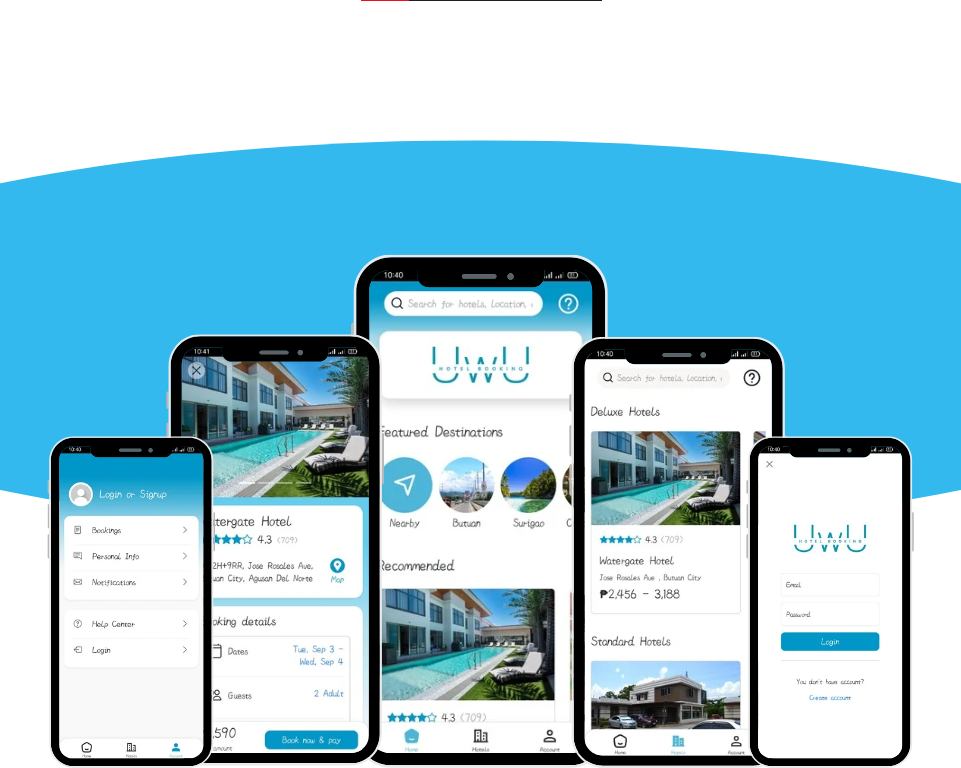 10:40
Login or Signup
Bookings
Personal Info
Notifications
Help Center
Login
Home
Hotels
Account
10:41
tergate Hotel
4.3 (709)
2H+9RR, Jose Rosales Ave,
uan City, Agusan Del Norte
Map
oking details
Dates
Tue, Sep 3 -
Wed, Sep 4
Guests
2 Adult
,590
amount
Book now & pay
10:40
Search for hotels, location,
UwU
HOTEL BOOKING
Featured Destinations
Nearby
Butuan
Surigao
C
Recommended
4.3 (709)
Home
Hotels
Account
10:40
Search for hotels, location,
Deluxe Hotels
4.3 (709)
Watergate Hotel
Jose Rosales Ave , Butuan City
₱2,456 - 3,188
Standard Hotels
Home
Hotels
Account
10:40
UwU
HOTEL BOOKING
Email
Password
Login
You don't have account?
Create account